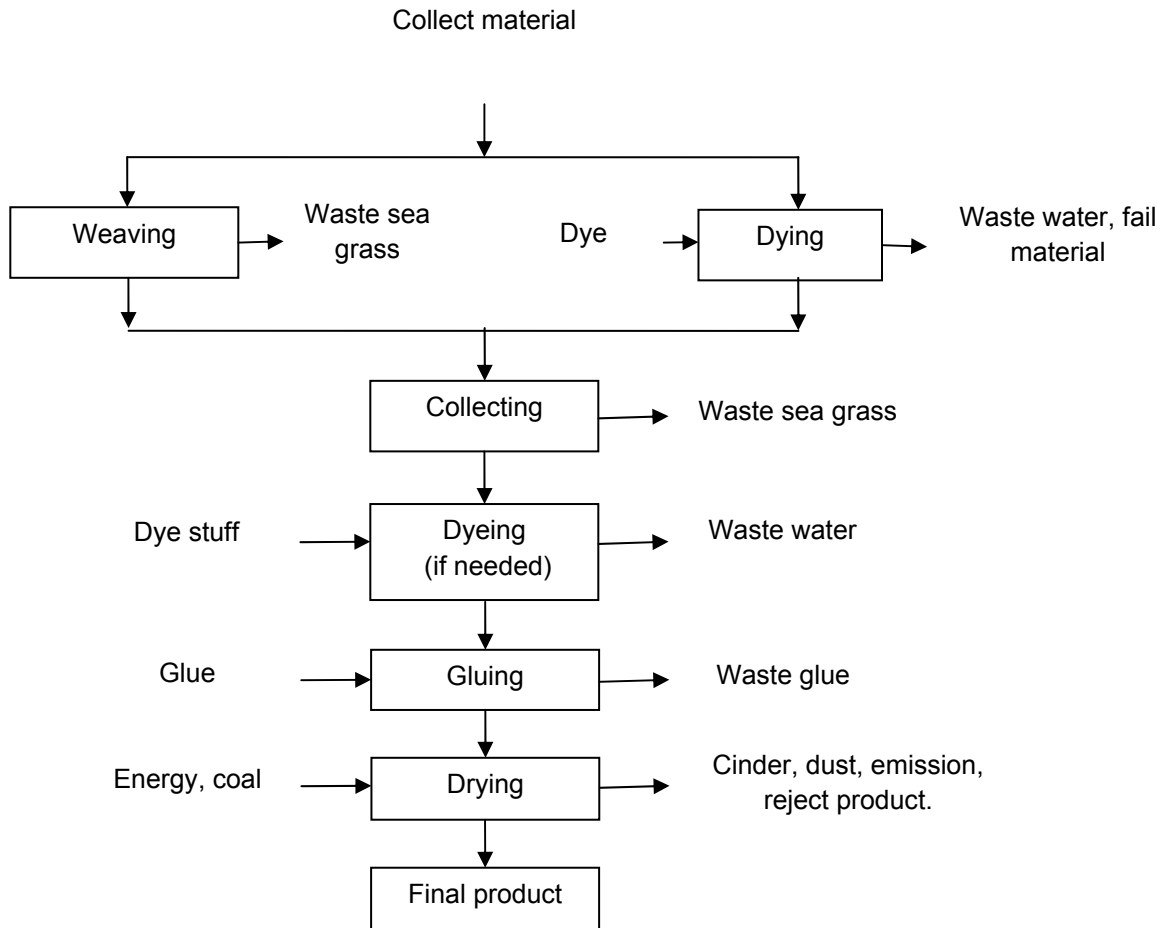 Collect material
Weaving
Waste sea
grass
Dye
Dying
Waste water, fail
material
Collecting
Waste sea grass
Dye stuff
Dyeing
(if needed)
Waste water
Glue
Gluing
Waste glue
Energy, coal
Drying
Cinder, dust, emission,
reject product.
Final product